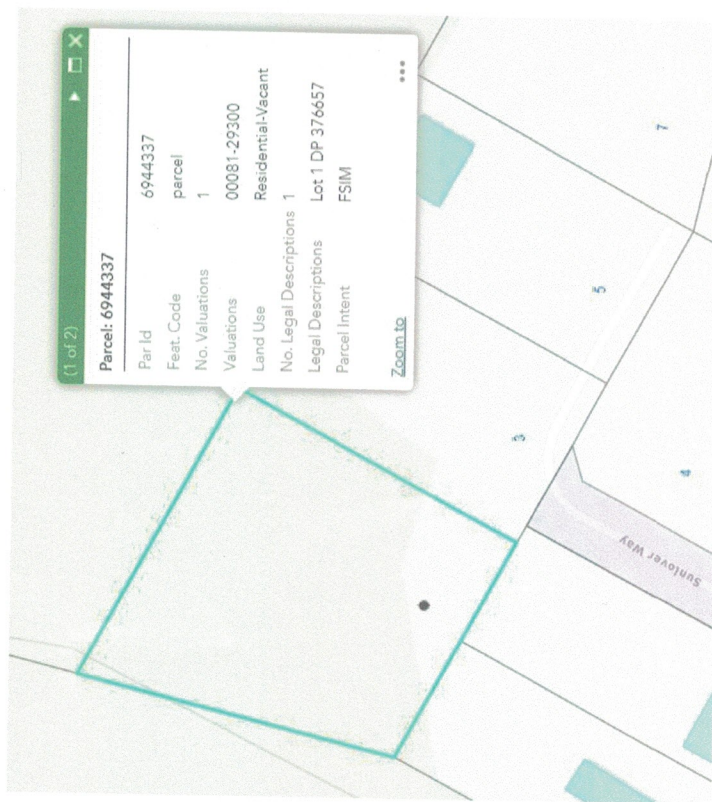 (1 of 2)
Parcel: 6944337
Par Id 6944337
Feat. Code parcel
No. Valuations 1
Valuations 00081-29300
Land Use Residential-Vacant
No. Legal Descriptions 1
Legal Descriptions Lot 1 DP 376657
Parcel Intent FSIM
Zoom to
7
5
3
4
Sunlover Way